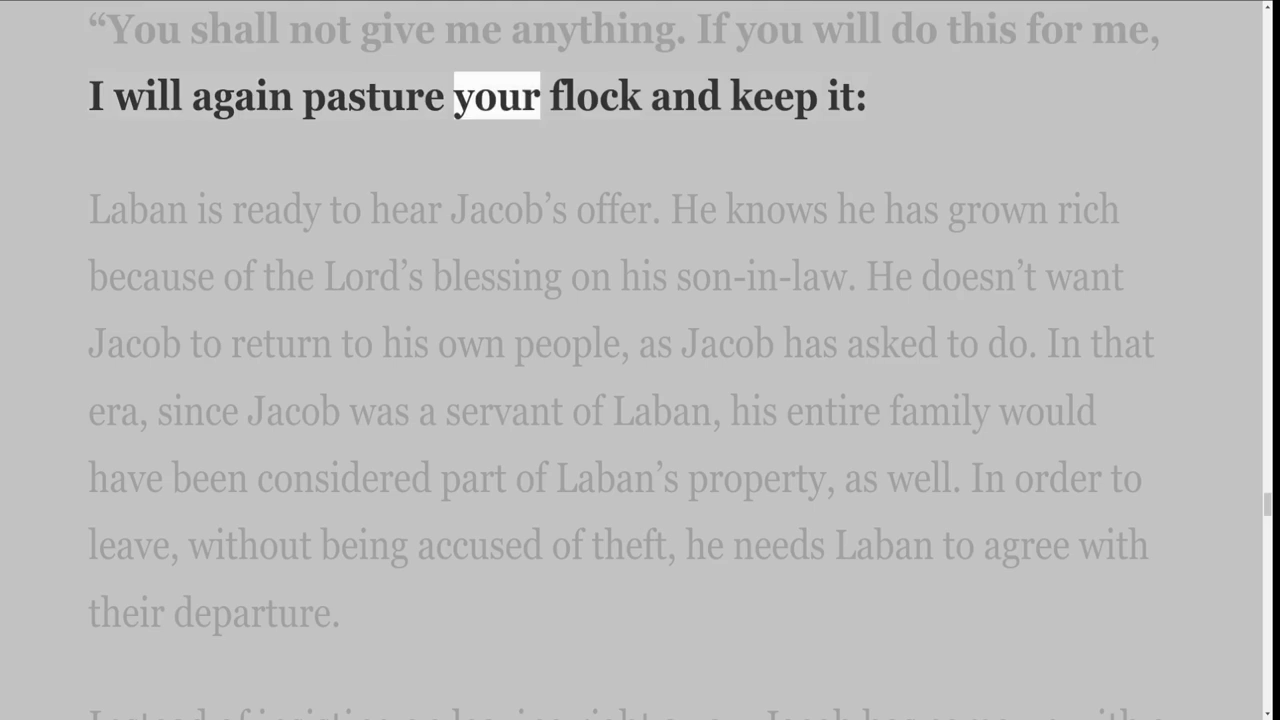 “You shall not give me anything. If you will do this for me,
I will again pasture your flock and keep it:
Laban is ready to hear Jacob’s offer. He knows he has grown rich
because of the Lord’s blessing on his son-in-law. He doesn’t want
Jacob to return to his own people, as Jacob has asked to do. In that
era, since Jacob was a servant of Laban, his entire family would
have been considered part of Laban’s property, as well. In order to
leave, without being accused of theft, he needs Laban to agree with
their departure.